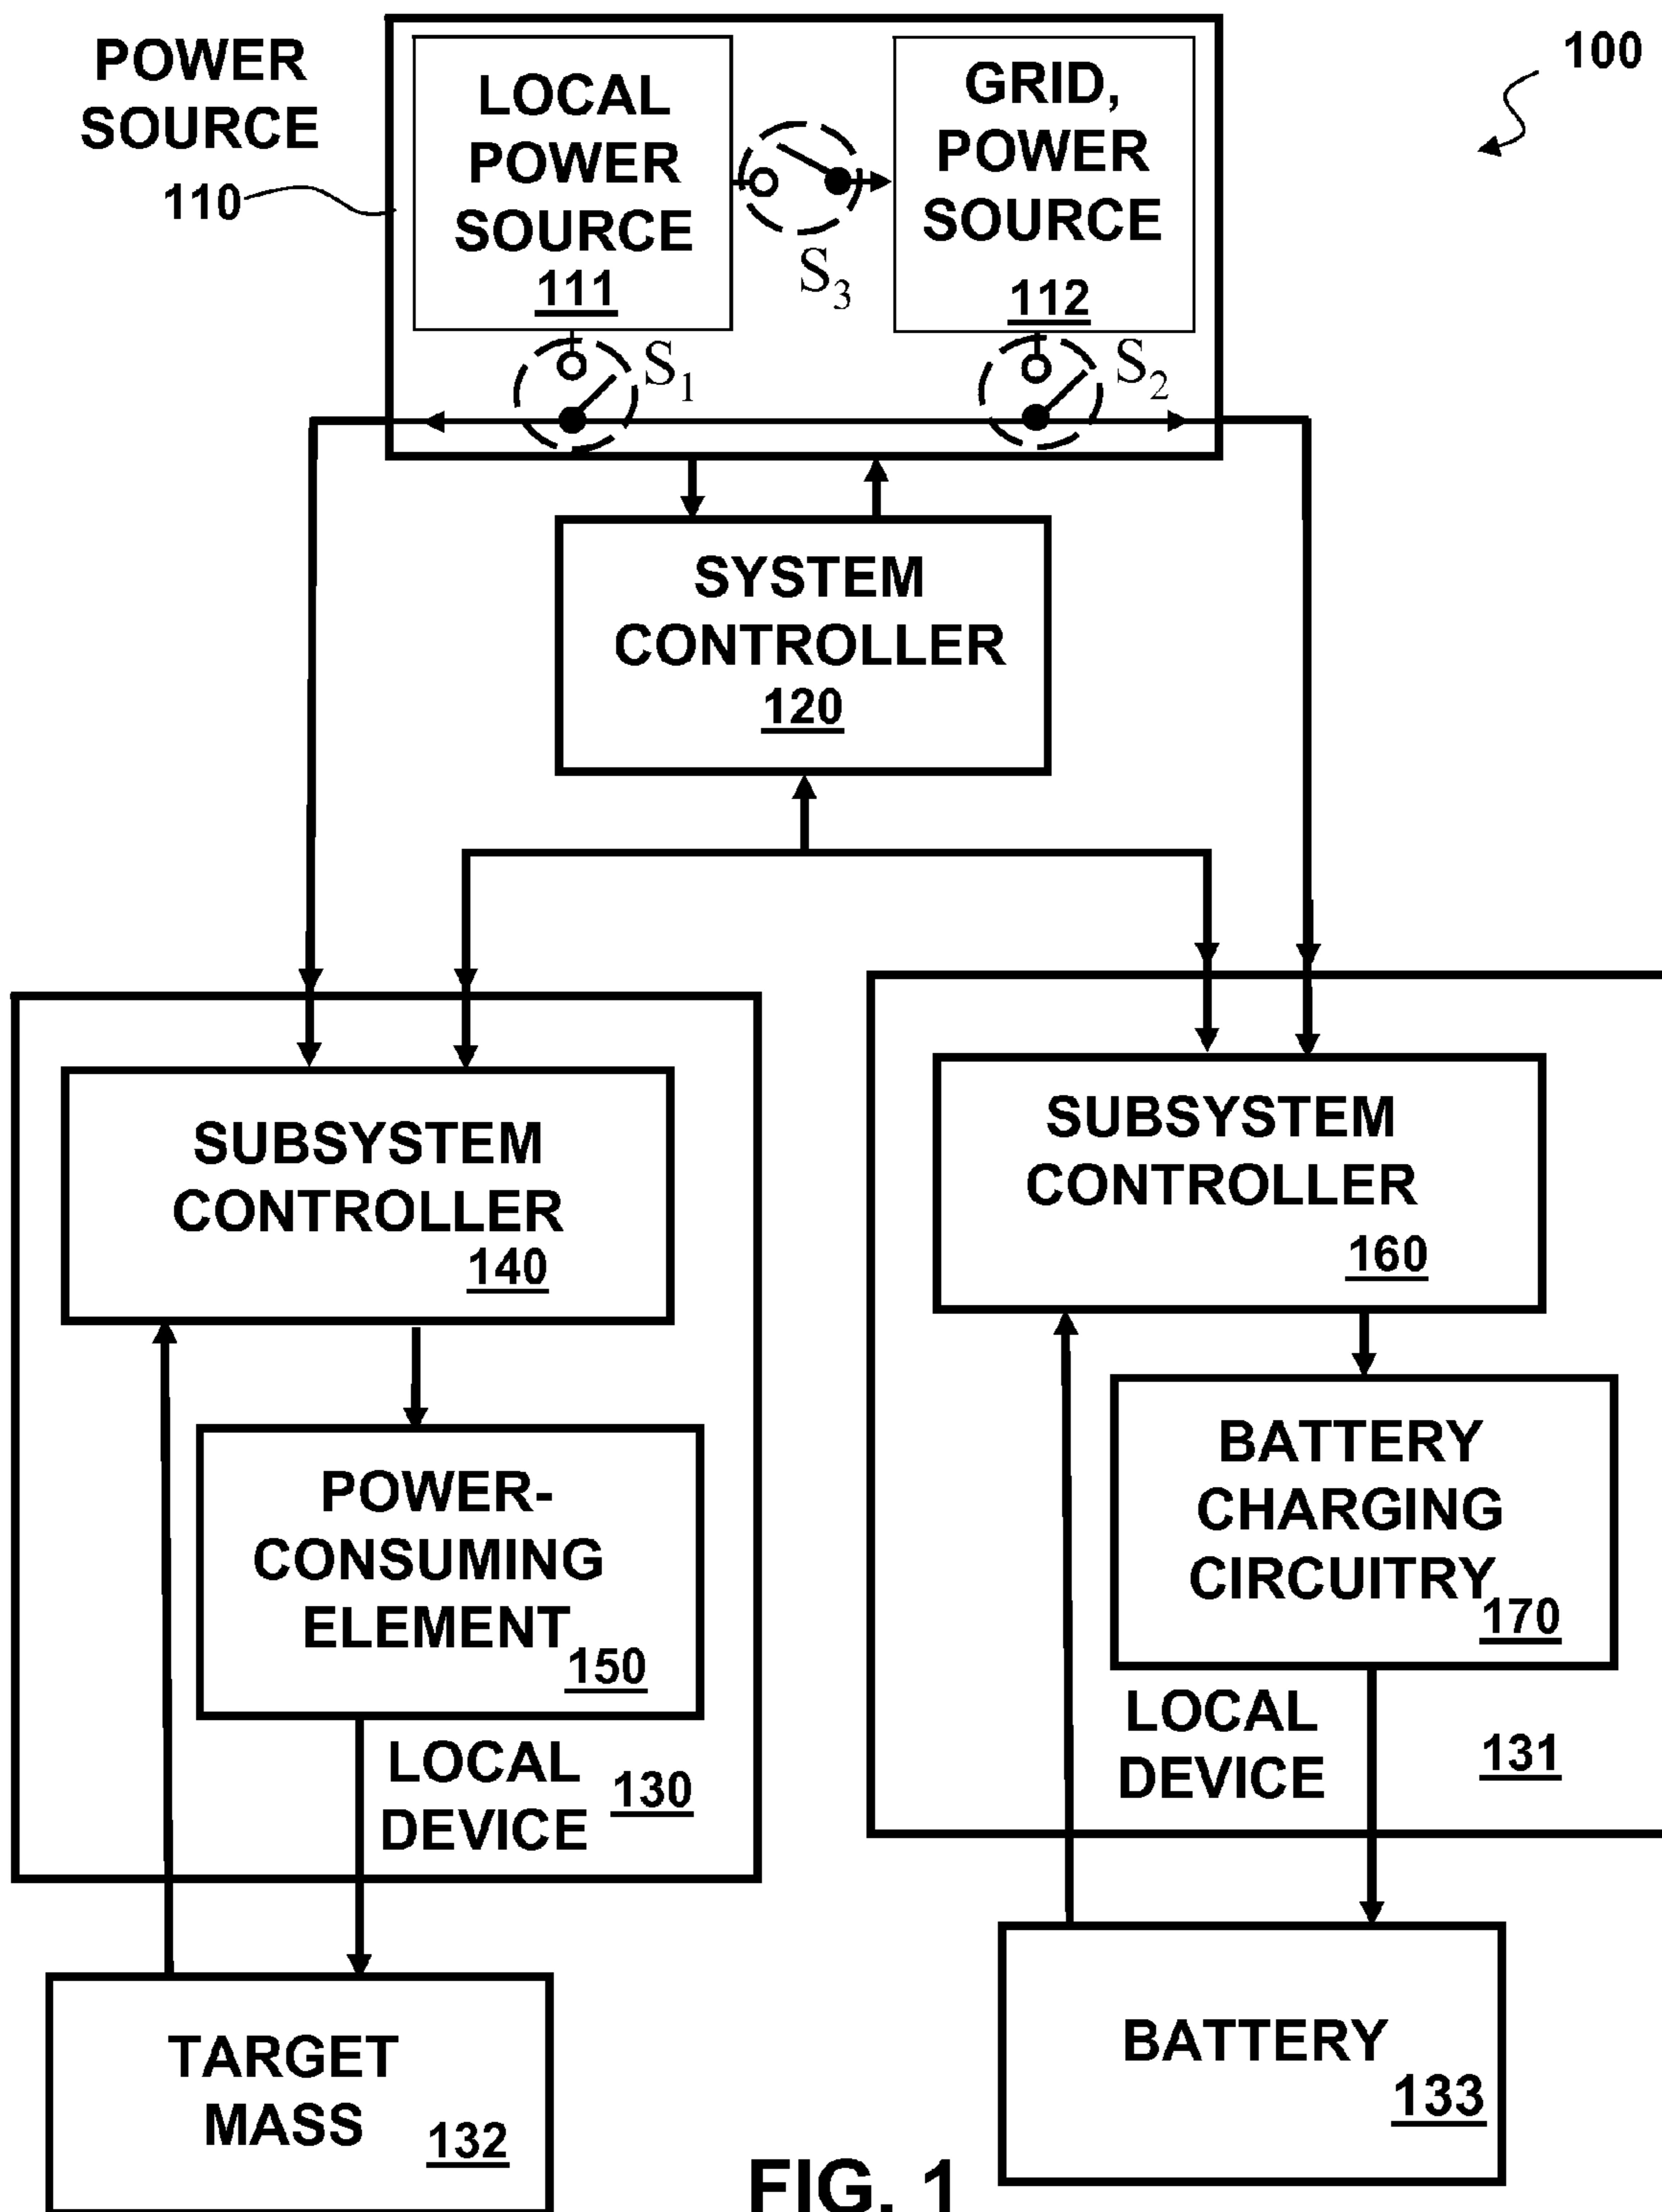 POWER
SOURCE
110
LOCAL
POWER
SOURCE
111
S3
GRID,
POWER
SOURCE
112
100
S1
S2
SYSTEM
CONTROLLER
120
SUBSYSTEM
CONTROLLER
140
POWER-
CONSUMING
ELEMENT
150
LOCAL
DEVICE
130
TARGET
MASS
132
SUBSYSTEM
CONTROLLER
160
BATTERY
CHARGING
CIRCUITRY
170
LOCAL
DEVICE
131
BATTERY
133
FIG. 1